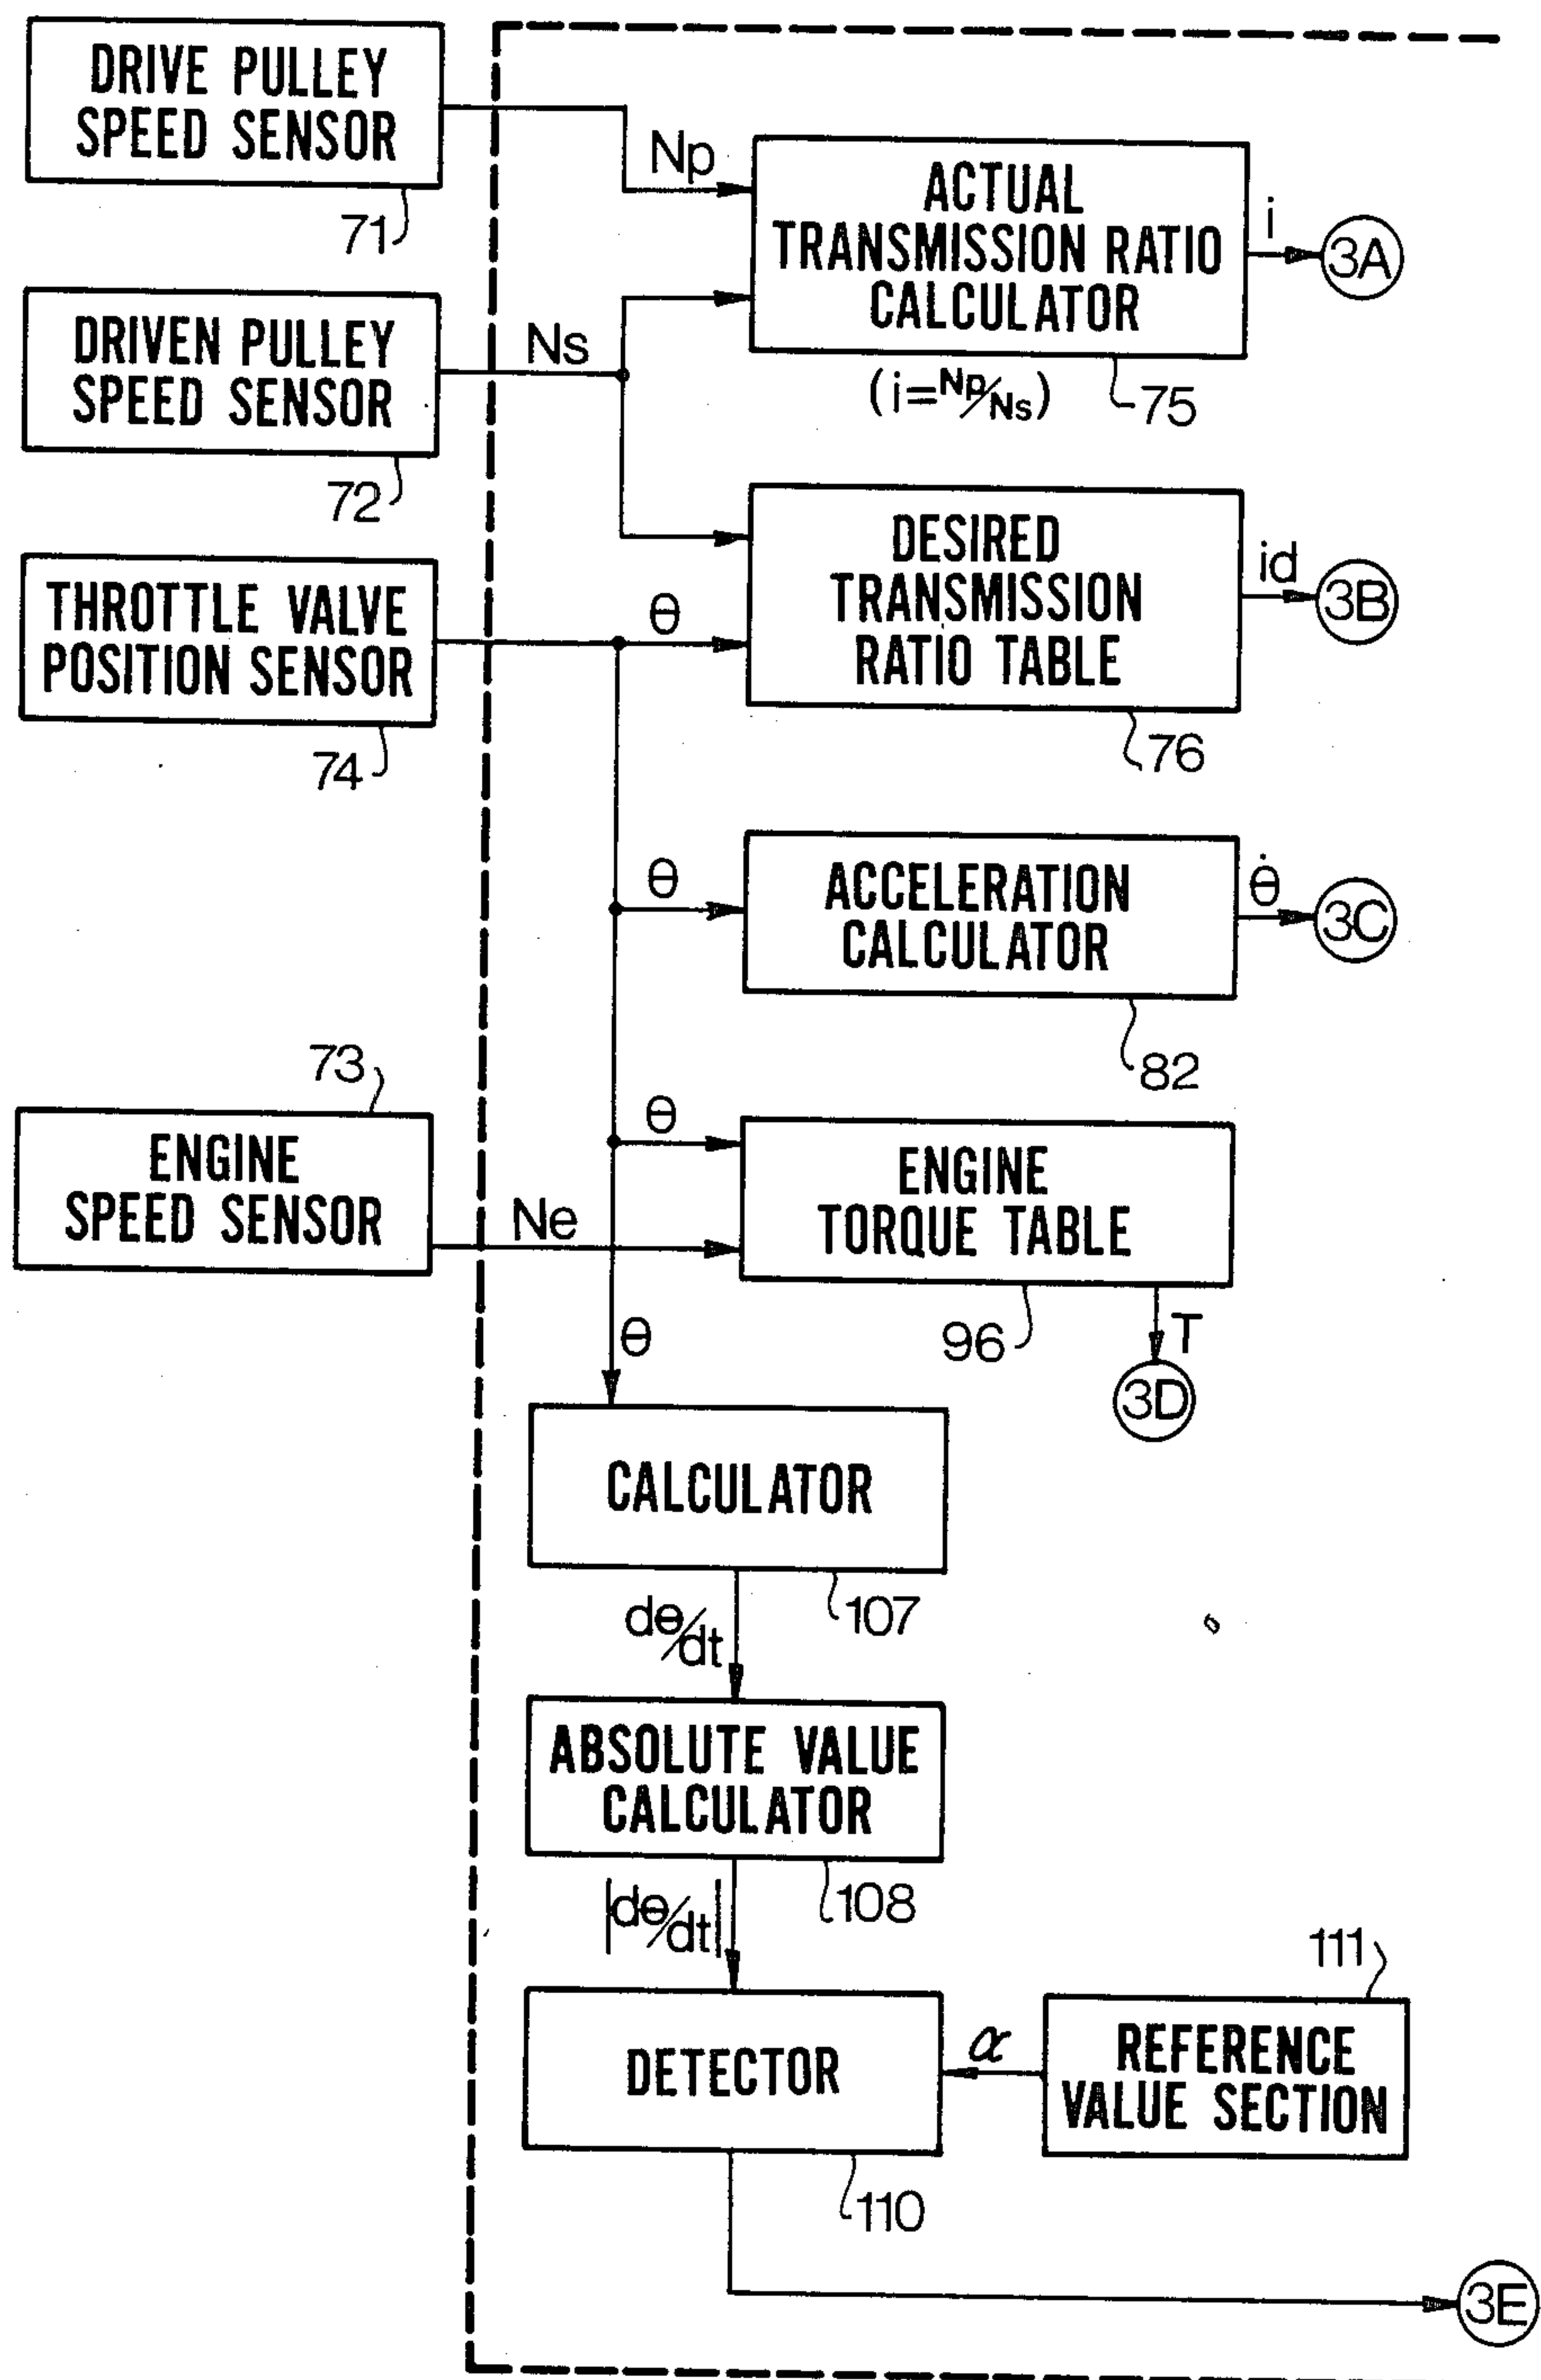 DRIVE PULLEY
SPEED SENSOR
71
Np
ACTUAL
TRANSMISSION RATIO
CALCULATOR
i
3A
(i=Np/Ns)
75
DRIVEN PULLEY
SPEED SENSOR
72
Ns
DESIRED
TRANSMISSION
RATIO TABLE
id
3B
76
THROTTLE VALVE
POSITION SENSOR
74
θ
θ
ACCELERATION
CALCULATOR
θ̇
3C
82
73
ENGINE
SPEED SENSOR
Ne
θ
ENGINE
TORQUE TABLE
96
T
3D
θ
CALCULATOR
107
dθ/dt
ABSOLUTE VALUE
CALCULATOR
108
|dθ/dt|
DETECTOR
110
α
111
REFERENCE
VALUE SECTION
3E